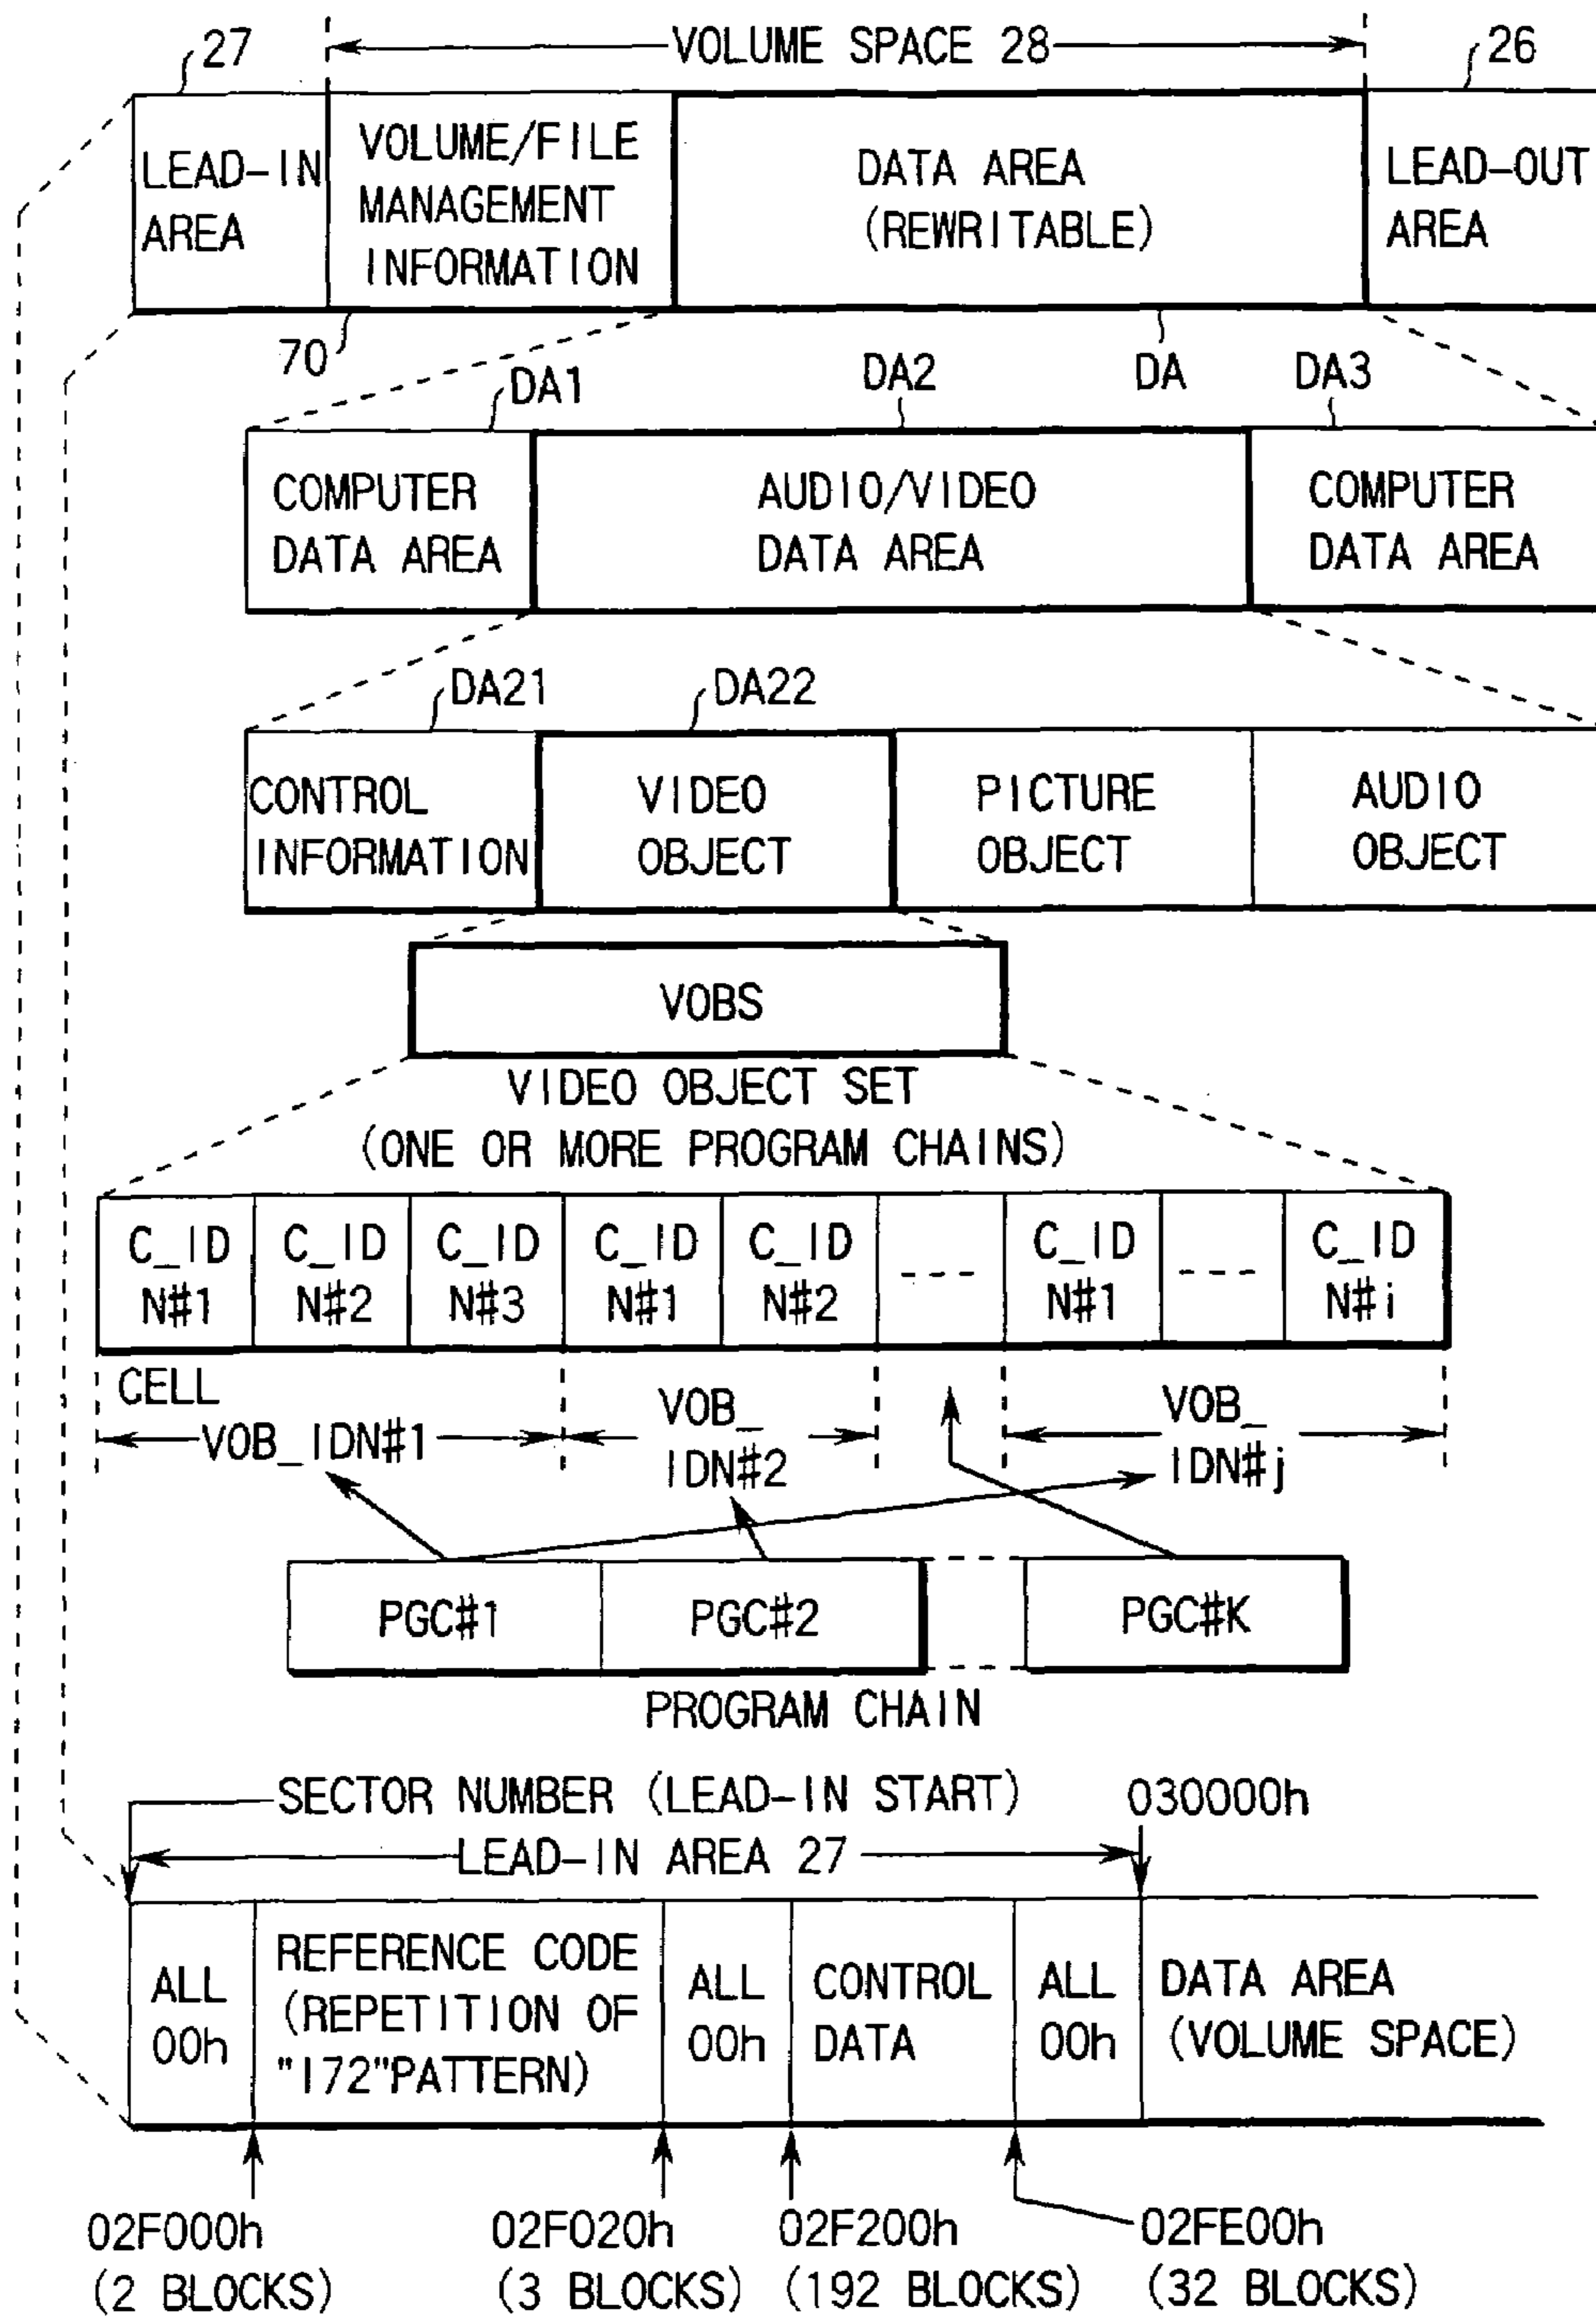 27
VOLUME SPACE 28
26
LEAD-IN
AREA
VOLUME/FILE
MANAGEMENT
INFORMATION
DATA AREA
(REWRITABLE)
LEAD-OUT
AREA
70
DA1
DA2
DA
DA3
COMPUTER
DATA AREA
AUDIO/VIDEO
DATA AREA
COMPUTER
DATA AREA
DA21
DA22
CONTROL
INFORMATION
VIDEO
OBJECT
PICTURE
OBJECT
AUDIO
OBJECT
VOBS
VIDEO OBJECT SET
(ONE OR MORE PROGRAM CHAINS)
C_ID
N#1
C_ID
N#2
C_ID
N#3
C_ID
N#1
C_ID
N#2
----
C_ID
N#1
----
C_ID
N#i
CELL
VOB_IDN#1
VOB_
IDN#2
VOB_
IDN#j
PGC#1
PGC#2
PGC#K
PROGRAM CHAIN
SECTOR NUMBER (LEAD-IN START)
030000h
LEAD-IN AREA 27
ALL
00h
REFERENCE CODE
(REPETITION OF
"172"PATTERN)
ALL
00h
CONTROL
DATA
ALL
00h
DATA AREA
(VOLUME SPACE)
02F000h
(2 BLOCKS)
02F020h
(3 BLOCKS)
02F200h
(192 BLOCKS)
02FE00h
(32 BLOCKS)